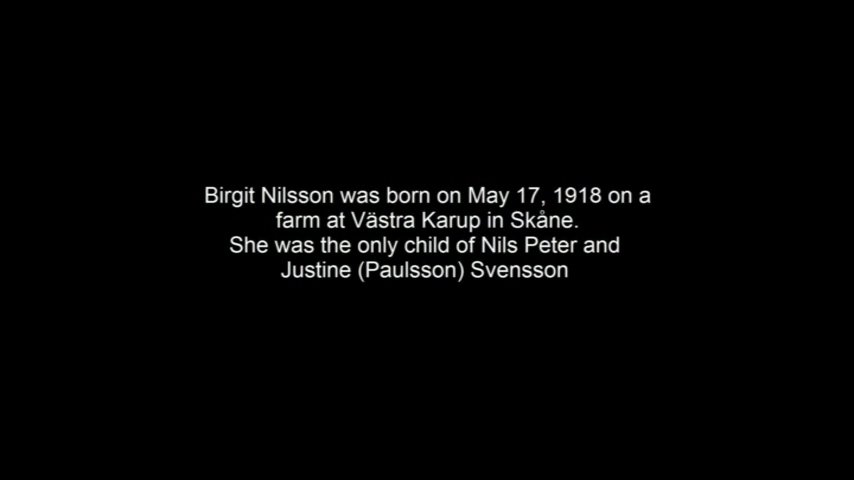 Birgit Nilsson was born on May 17, 1918 on a
farm at Västra Karup in Skåne.
She was the only child of Nils Peter and
Justine (Paulsson) Svensson